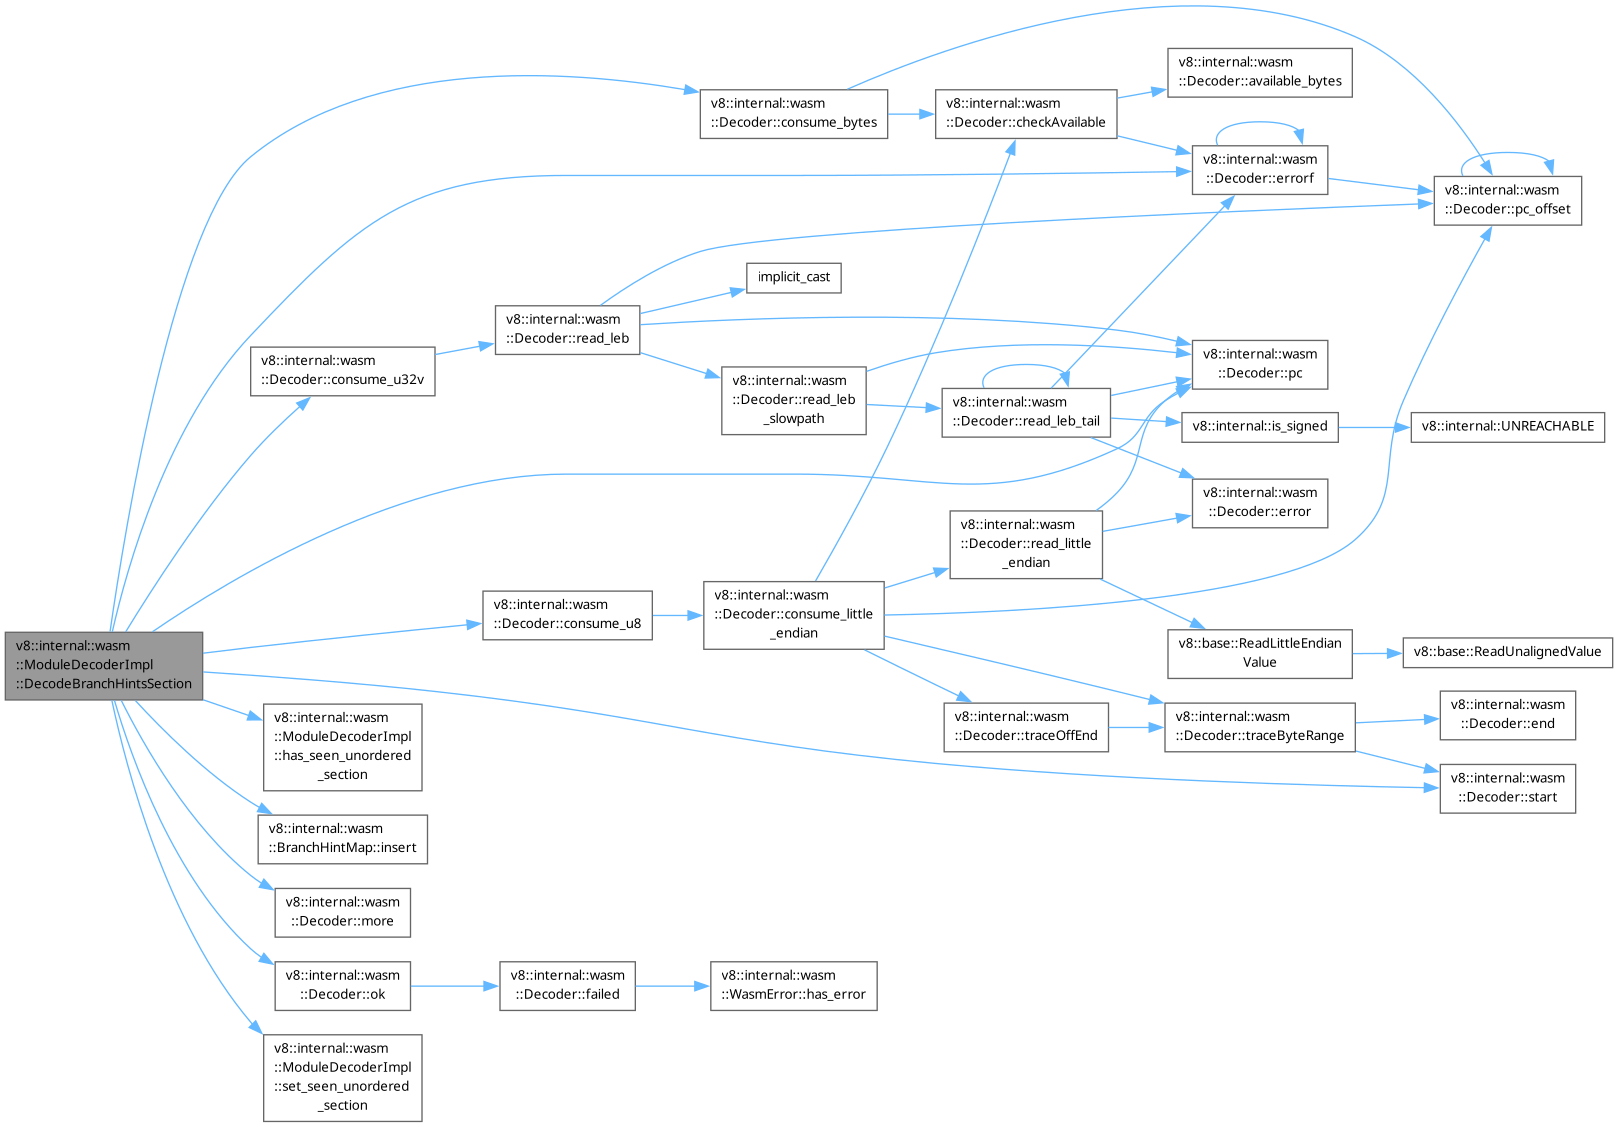 v8::internal::wasm
::Decoder::available_bytes
v8::internal::wasm
::Decoder::consume_bytes
v8::internal::wasm
::Decoder::checkAvailable
v8::internal::wasm
::Decoder::errorf
v8::internal::wasm
::Decoder::pc_offset
implicit_cast
v8::internal::wasm
::Decoder::read_leb
v8::internal::wasm
::Decoder::consume_u32v
v8::internal::wasm
::Decoder::pc
v8::internal::wasm
::Decoder::read_leb
_slowpath
v8::internal::wasm
::Decoder::read_leb_tail
v8::internal::is_signed
v8::internal::UNREACHABLE
v8::internal::wasm
::Decoder::error
v8::internal::wasm
::Decoder::read_little
_endian
v8::internal::wasm
::Decoder::consume_u8
v8::internal::wasm
::Decoder::consume_little
_endian
v8::base::ReadLittleEndian
Value
v8::base::ReadUnalignedValue
v8::internal::wasm
::ModuleDecoderImpl
::DecodeBranchHintsSection
v8::internal::wasm
::ModuleDecoderImpl
::has_seen_unordered
_section
v8::internal::wasm
::Decoder::traceOffEnd
v8::internal::wasm
::Decoder::traceByteRange
v8::internal::wasm
::Decoder::end
v8::internal::wasm
::Decoder::start
v8::internal::wasm
::BranchHintMap::insert
v8::internal::wasm
::Decoder::more
v8::internal::wasm
::Decoder::ok
v8::internal::wasm
::Decoder::failed
v8::internal::wasm
::WasmError::has_error
v8::internal::wasm
::ModuleDecoderImpl
::set_seen_unordered
_section